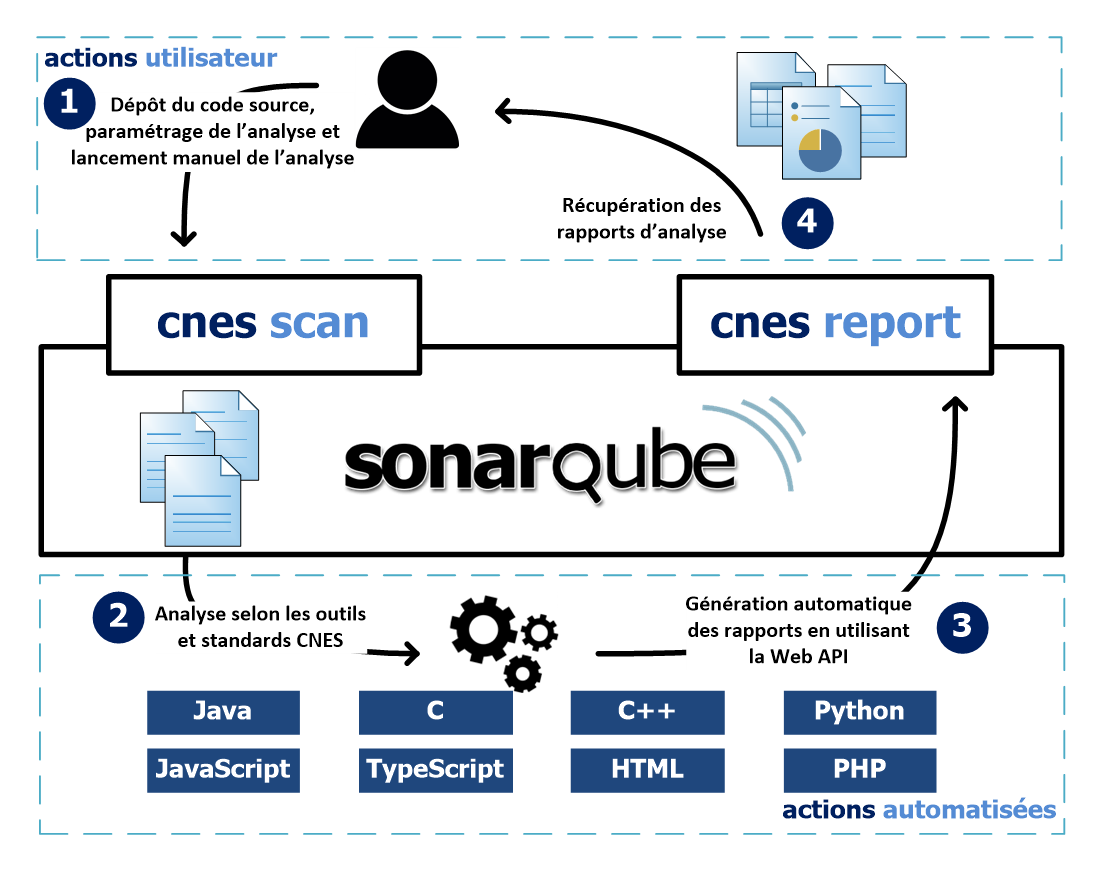 actions utilisateur
1
Dépôt du code source,
paramétrage de l’analyse et
lancement manuel de l’analyse
Récupération des
rapports d’analyse
4
cnes scan
cnes report
sonarqube
2
Analyse selon les outils
et standards CNES
Génération automatique
des rapports en utilisant
la Web API
3
Java
C
C++
Python
JavaScript
TypeScript
HTML
PHP
actions automatisées